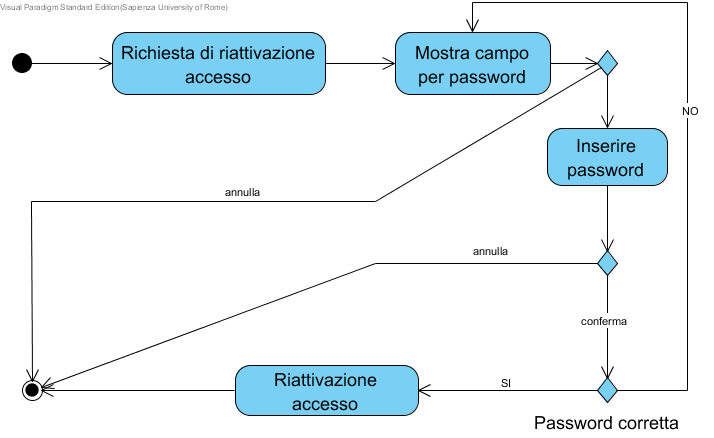 Visual Paradigm Standard Edition(Sapienza University of Rome)
Richiesta di riattivazione
accesso
Mostra campo
per password
NO
Inserire
password
annulla
annulla
conferma
Riattivazione
accesso
SI
Password corretta